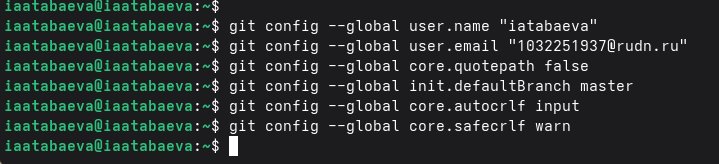 iaatabaeva@iaatabaeva:~$
iaatabaeva@iaatabaeva:~$ git config --global user.name "iatabaeva"
iaatabaeva@iaatabaeva:~$ git config --global user.email "1032251937@rudn.ru"
iaatabaeva@iaatabaeva:~$ git config --global core.quotepath false
iaatabaeva@iaatabaeva:~$ git config --global init.defaultBranch master
iaatabaeva@iaatabaeva:~$ git config --global core.autocrlf input
iaatabaeva@iaatabaeva:~$ git config --global core.safecrlf warn
iaatabaeva@iaatabaeva:~$